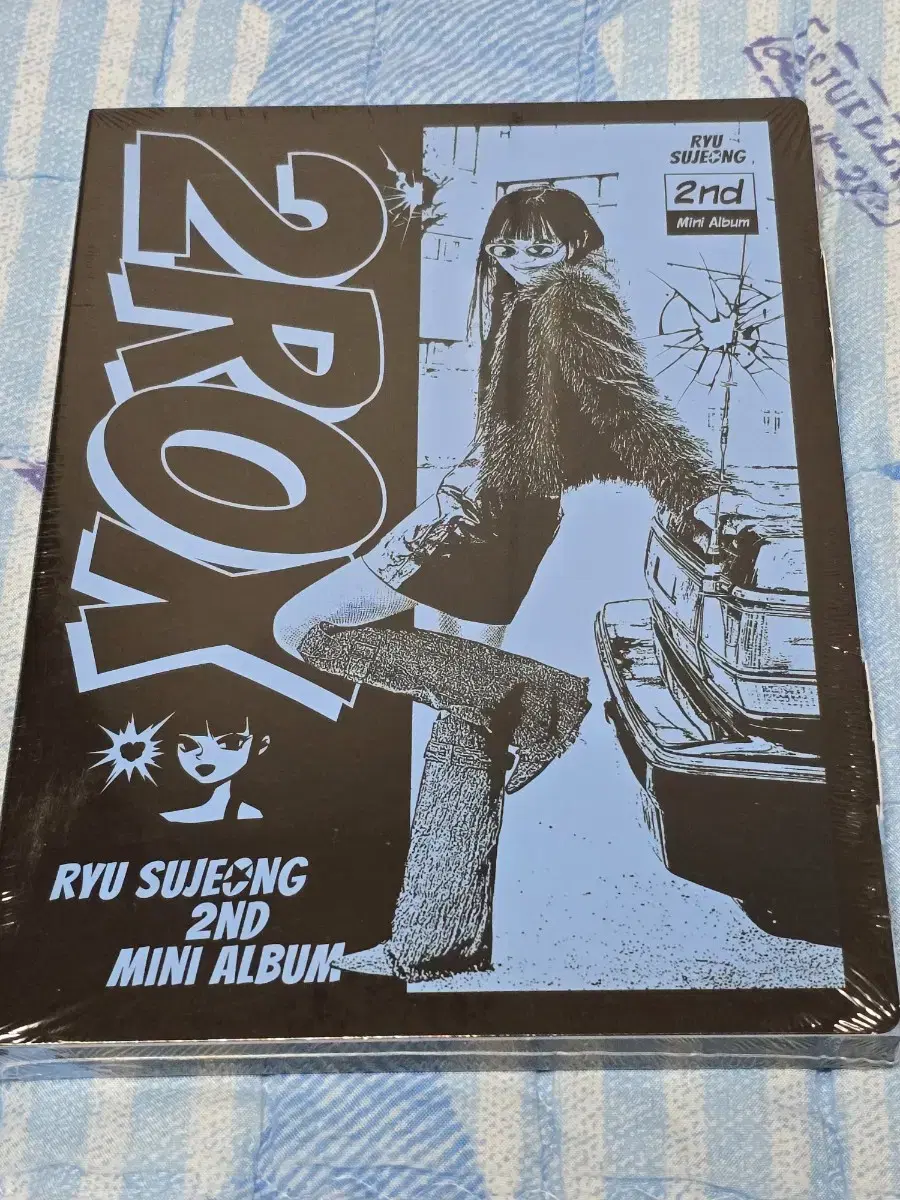 2ROX
RYU
SUJEONG
2nd
Mini Album
RYU SUJEONG
2ND
MINI ALBUM